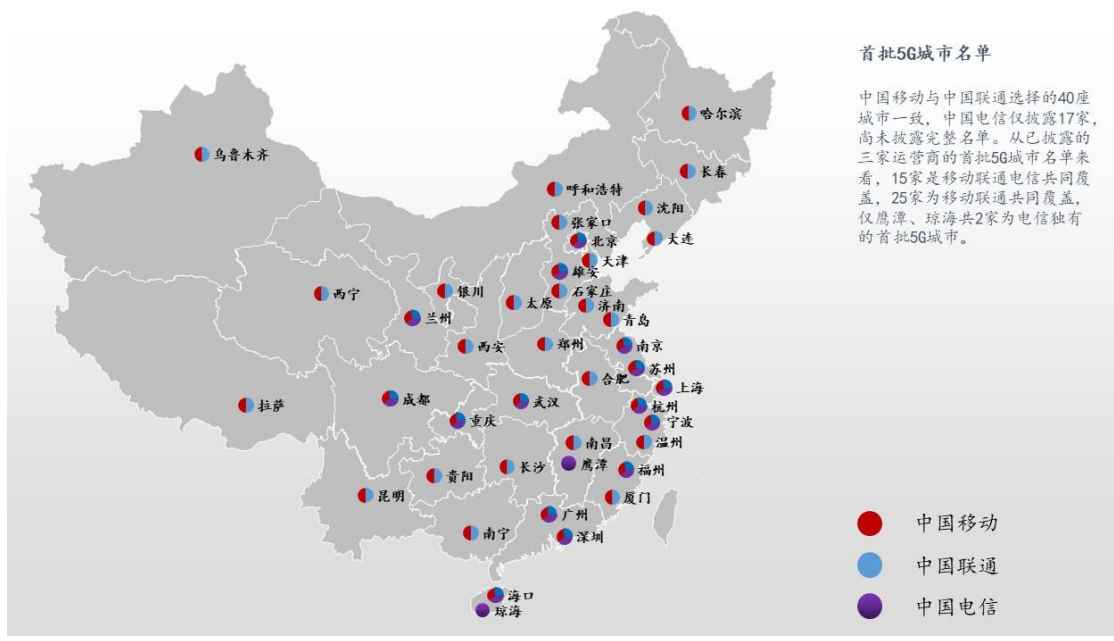 首批5G城市名单
中国移动与中国联通选择的40座
城市一致，中国电信仅披露17家，
尚未披露完整名单。从已披露的
三家运营商的首批5G城市名单来
看，15家是移动联通电信共同覆
盖，25家为移动联通共同覆盖，
仅鹰潭、琼海共2家为电信独有
的首批5G城市。
哈尔滨
乌鲁木齐
长春
呼和浩特
沈阳
张家口
北京
大连
天津
雄安
西宁
银川
石家庄
太原
济南
兰州
青岛
西安
郑州
南京
苏州
合肥
上海
拉萨
成都
武汉
杭州
重庆
宁波
南昌
温州
鹰潭
长沙
福州
贵阳
昆明
厦门
广州
南宁
深圳
海口
琼海
中国移动
中国联通
中国电信